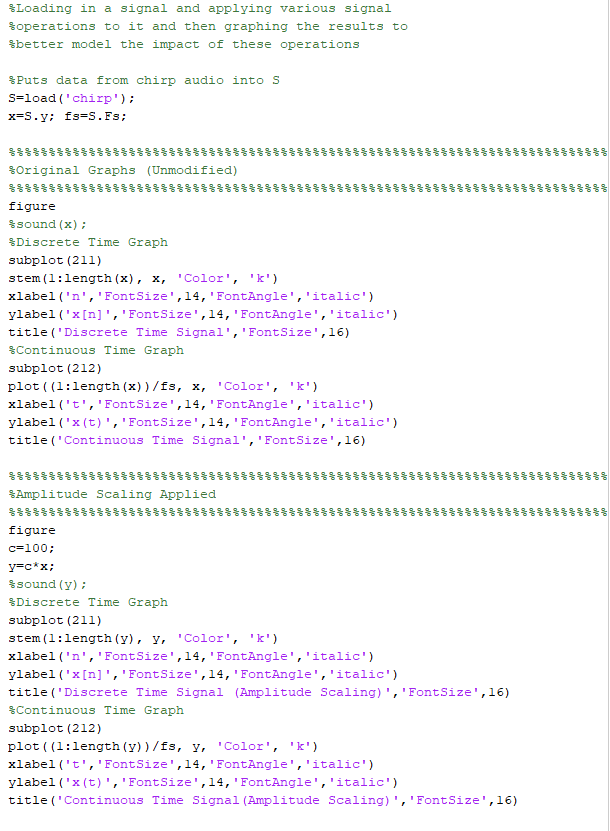 %Loading in a signal and applying various signal
%operations to it and then graphing the results to
%better model the impact of these operations
%Puts data from chirp audio into S
S=load('chirp');
x=S.y; fs=S.Fs;
%%%%%%%%%%%%%%%%%%%%%%%%%%%%%%%%%%%%%%%%%%%%%%%%%%%%%%%%%%%%%%%%%%%%%%%%%%%
%Original Graphs (Unmodified)
%%%%%%%%%%%%%%%%%%%%%%%%%%%%%%%%%%%%%%%%%%%%%%%%%%%%%%%%%%%%%%%%%%%%%%%%%%%
figure
%sound(x);
%Discrete Time Graph
subplot(211)
stem(1:length(x), x, 'Color', 'k')
xlabel('n','FontSize',14,'FontAngle','italic')
ylabel('x[n]','FontSize',14,'FontAngle','italic')
title('Discrete Time Signal','FontSize',16)
%Continuous Time Graph
subplot(212)
plot((1:length(x))/fs, x, 'Color', 'k')
xlabel('t','FontSize',14,'FontAngle','italic')
ylabel('x(t)','FontSize',14,'FontAngle','italic')
title('Continuous Time Signal','FontSize',16)
%%%%%%%%%%%%%%%%%%%%%%%%%%%%%%%%%%%%%%%%%%%%%%%%%%%%%%%%%%%%%%%%%%%%%%%%%%%
%Amplitude Scaling Applied
%%%%%%%%%%%%%%%%%%%%%%%%%%%%%%%%%%%%%%%%%%%%%%%%%%%%%%%%%%%%%%%%%%%%%%%%%%%
figure
c=100;
y=c*x;
%sound(y);
%Discrete Time Graph
subplot(211)
stem(1:length(y), y, 'Color', 'k')
xlabel('n','FontSize',14,'FontAngle','italic')
ylabel('x[n]','FontSize',14,'FontAngle','italic')
title('Discrete Time Signal (Amplitude Scaling)','FontSize',16)
%Continuous Time Graph
subplot(212)
plot((1:length(y))/fs, y, 'Color', 'k')
xlabel('t','FontSize',14,'FontAngle','italic')
ylabel('x(t)','FontSize',14,'FontAngle','italic')
title('Continuous Time Signal(Amplitude Scaling)','FontSize',16)